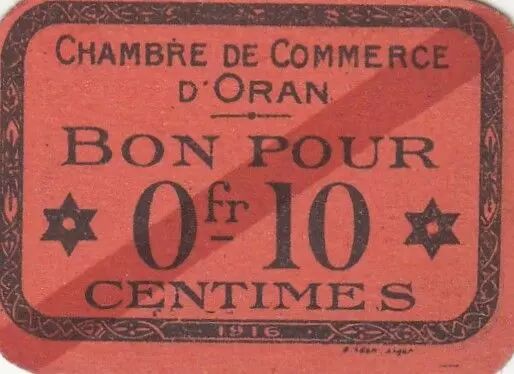 CHAMBRE DE COMMERCE
D'ORAN
BON POUR
0fr 10
CENTIMES
1916